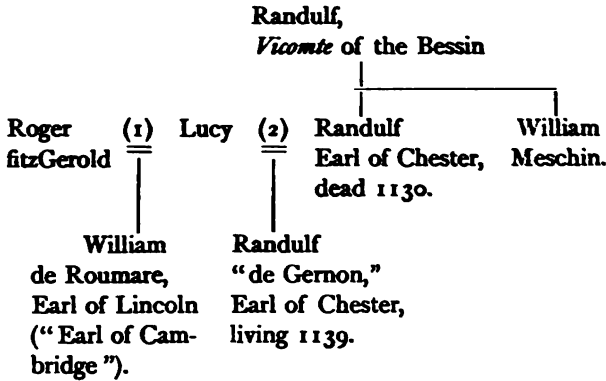 Randulf,
Vicomte of the Bessin
Roger (1) Lucy (2) Randulf William
fitzGerold Earl of Chester, Meschin.
dead 1130.
William Randulf
de Roumare, “de Gernon,”
Earl of Lincoln Earl of Chester,
(“Earl of Cam- living 1139.
bridge”).